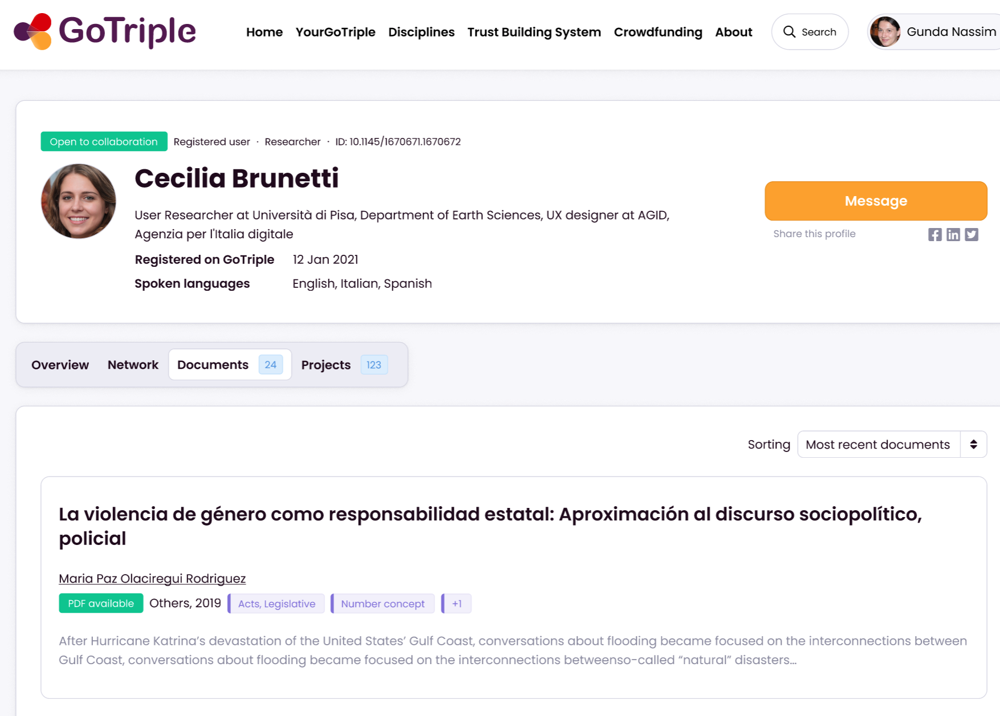 GoTriple
Home YourGoTriple Disciplines Trust Building System Crowdfunding About Search Gunda Nassim
Open to collaboration Registered user · Researcher · ID: 10.1145/1670671.1670672
Cecilia Brunetti
User Researcher at Università di Pisa, Department of Earth Sciences, UX designer at AGID,
Agenzia per l'Italia digitale
Message
Share this profile
Registered on GoTriple 12 Jan 2021
Spoken languages English, Italian, Spanish
Overview Network Documents 24 Projects 123
Sorting Most recent documents
La violencia de género como responsabilidad estatal: Aproximación al discurso sociopolítico,
policial
Maria Paz Olaciregui Rodriguez
PDF available Others, 2019 Acts, Legislative Number concept +1
After Hurricane Katrina’s devastation of the United States’ Gulf Coast, conversations about flooding became focused on the interconnections between
Gulf Coast, conversations about flooding became focused on the interconnections betweenso-called “natural” disasters...